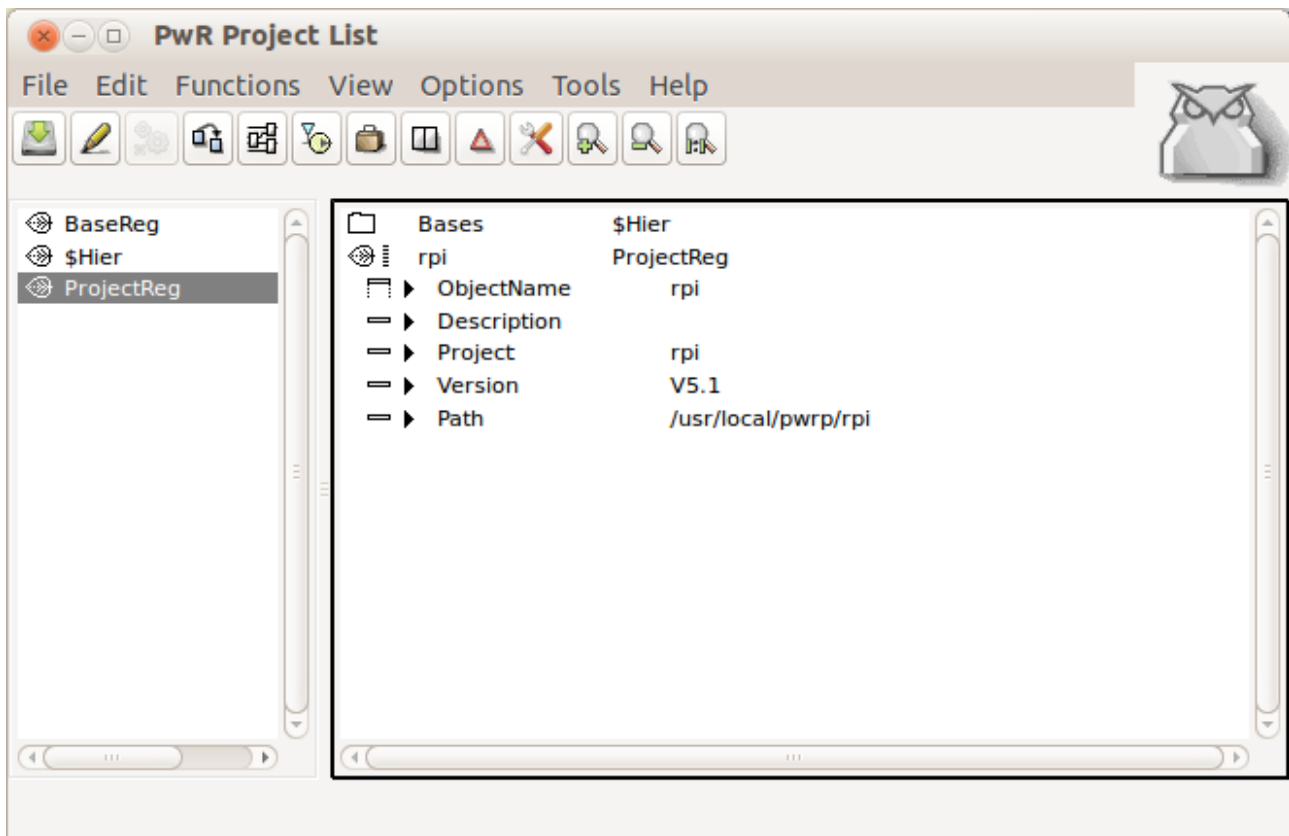 PwR Project List
File Edit Functions View Options Tools Help
BaseReg
$Hier
ProjectReg
Bases $Hier
rpi ProjectReg
ObjectName rpi
Description
Project rpi
Version V5.1
Path /usr/local/pwrp/rpi